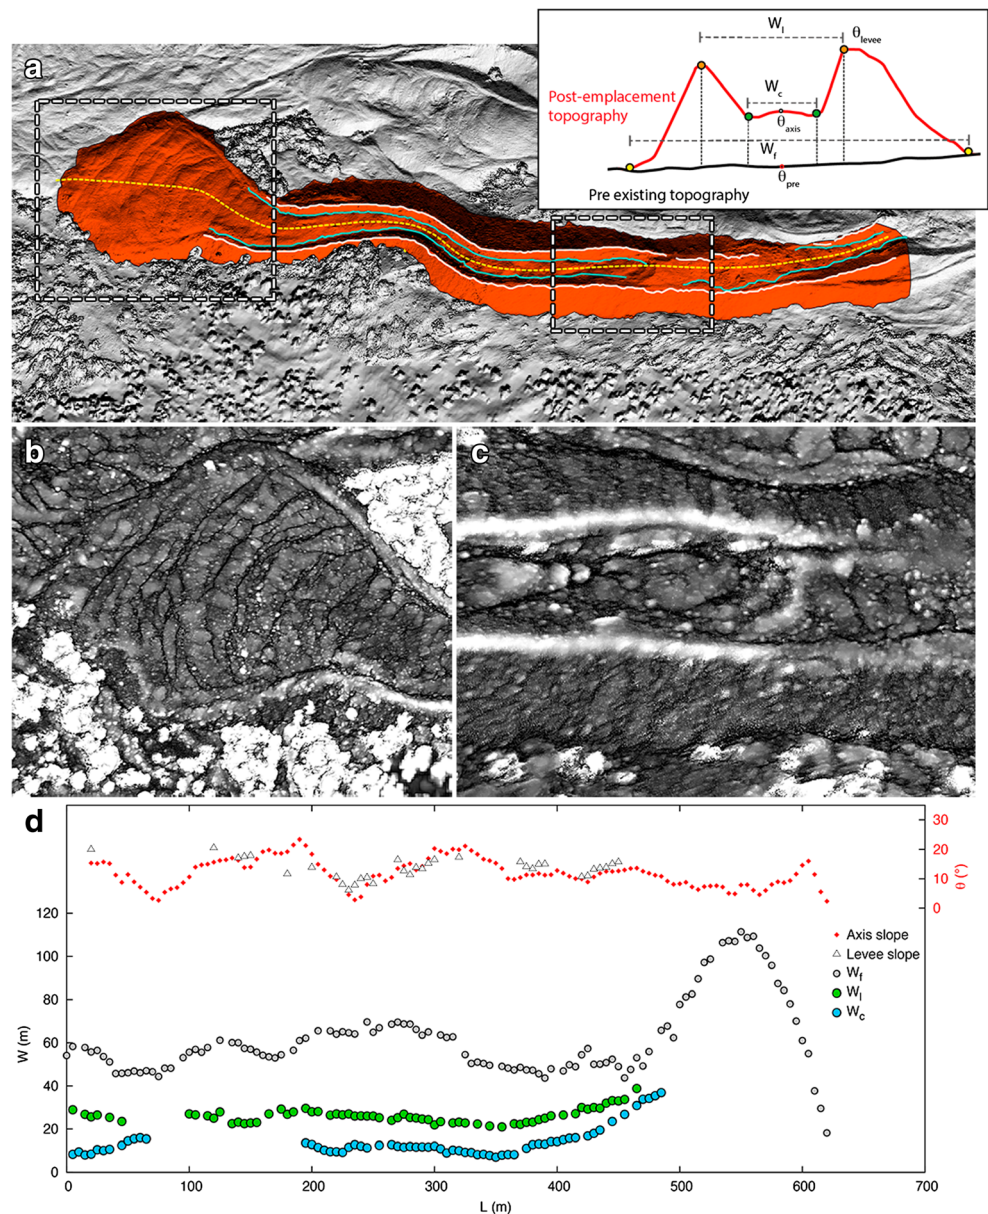 a
W_l
θ_levee
W_c
Post-emplacement
topography
θ_axis
W_f
θ_pre
Pre existing topography
b
c
d
30
20
10
0
θ (°)
120
100
80
60
40
20
0
W (m)
Axis slope
Levee slope
W_f
W_l
W_c
0
100
200
300
400
500
600
700
L (m)